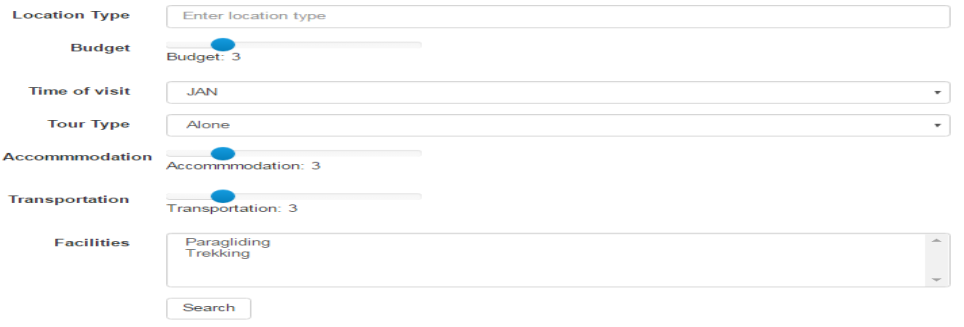 Location Type Enter location type
Budget
Budget: 3
Time of visit JAN
Tour Type Alone
Accommmodation
Accommmodation: 3
Transportation
Transportation: 3
Facilities Paragliding
Trekking
Search